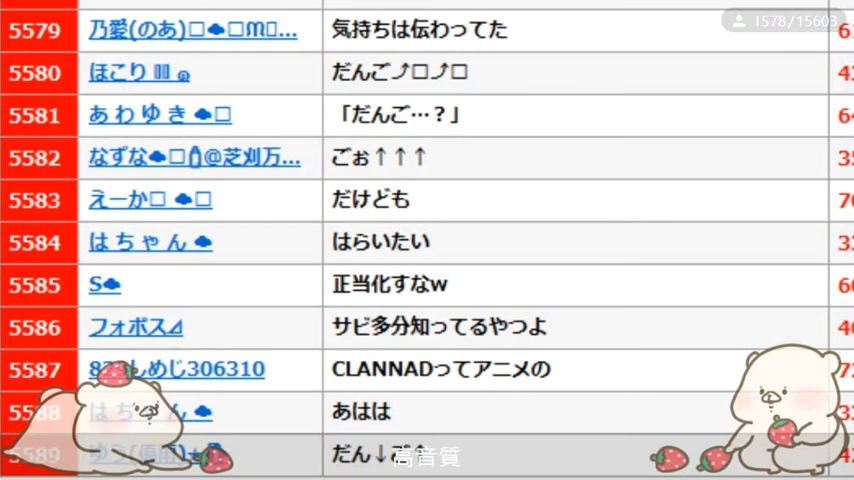 1578/15603
5579 乃愛(のあ)□☁□ᗰ□... 気持ちは伝わってた
5580 ほこり だんご⤴□⤴□
5581 あ わ ゆ き ☁□ 「だんご…？」
5582 なずな☁□@芝刈万... ごぉ↑↑↑
5583 えーか□ ☁□ だけども
5584 は ち ゃ ん ☁ はらいたい
5585 S☁ 正当化すなw
5586 フォボス⊿ サビ多分知ってるやつよ
5587 しめじ306310 CLANNADってアニメの
5588 は ち ん ☁ あはは
5589 だん↓ご
高音質